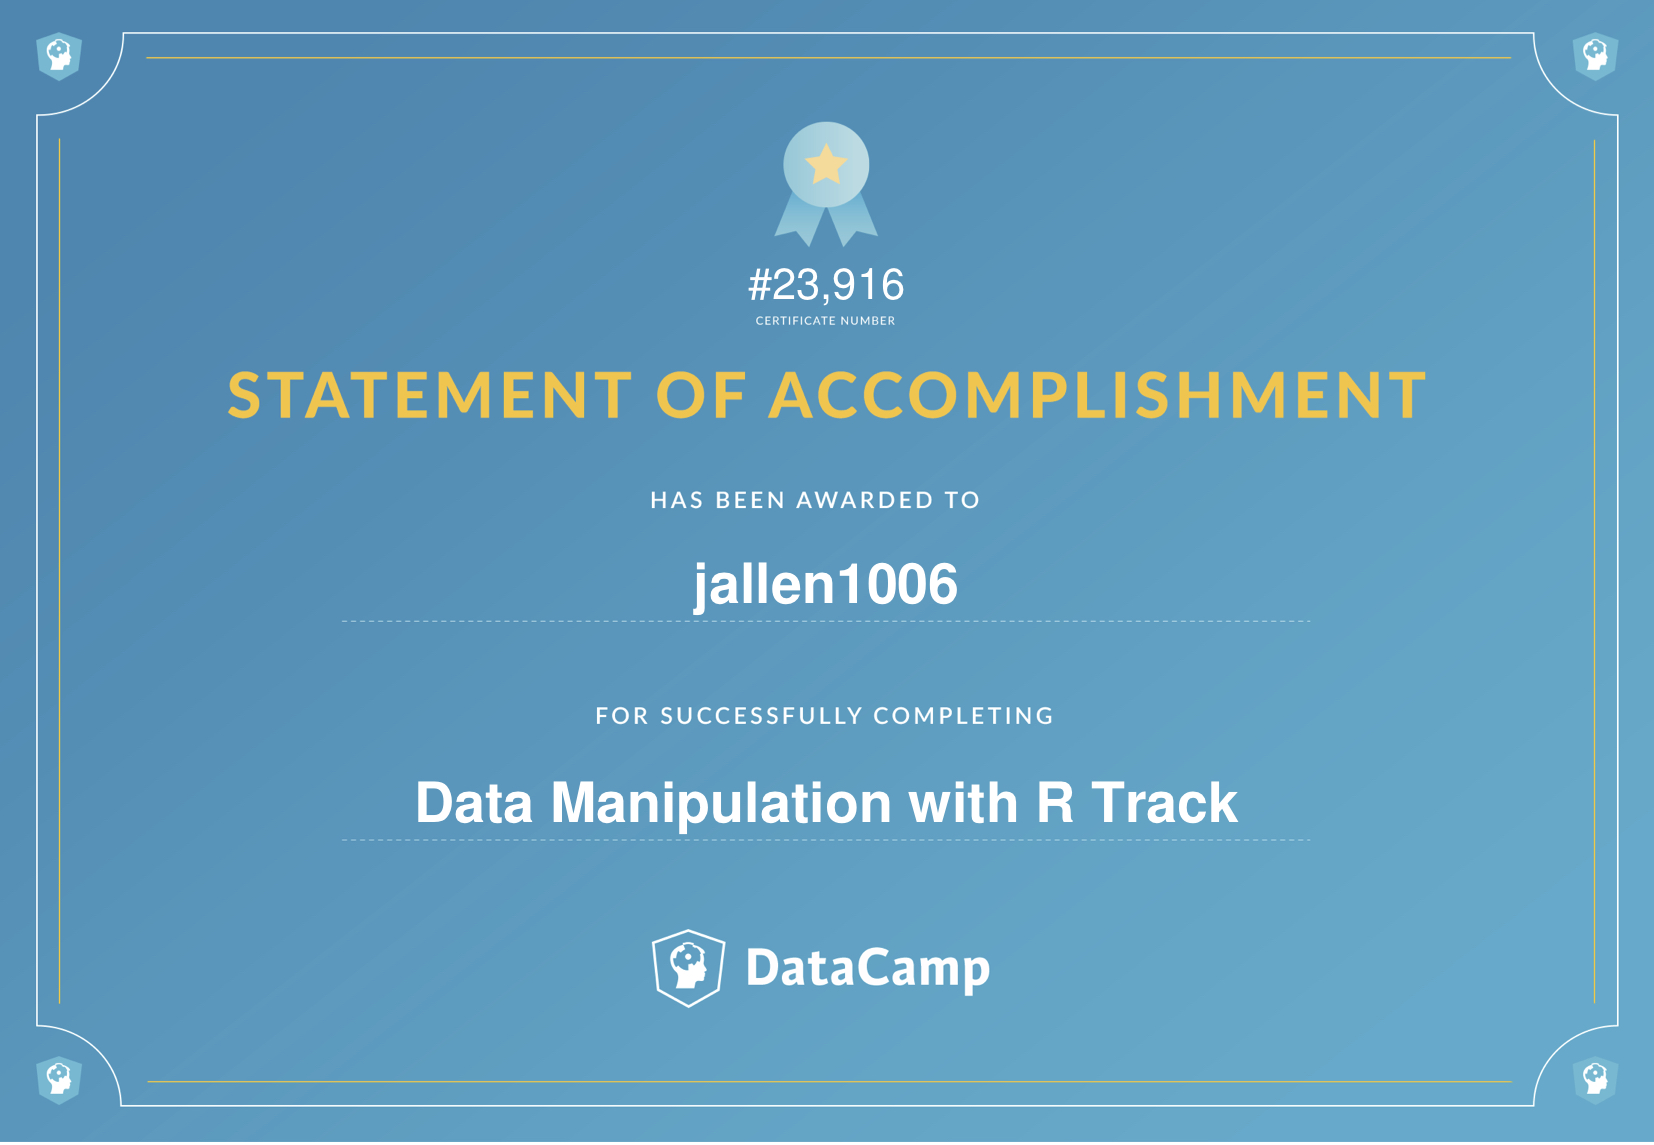 #23,916
CERTIFICATE NUMBER
STATEMENT OF ACCOMPLISHMENT
HAS BEEN AWARDED TO
jallen1006
FOR SUCCESSFULLY COMPLETING
Data Manipulation with R Track
DataCamp